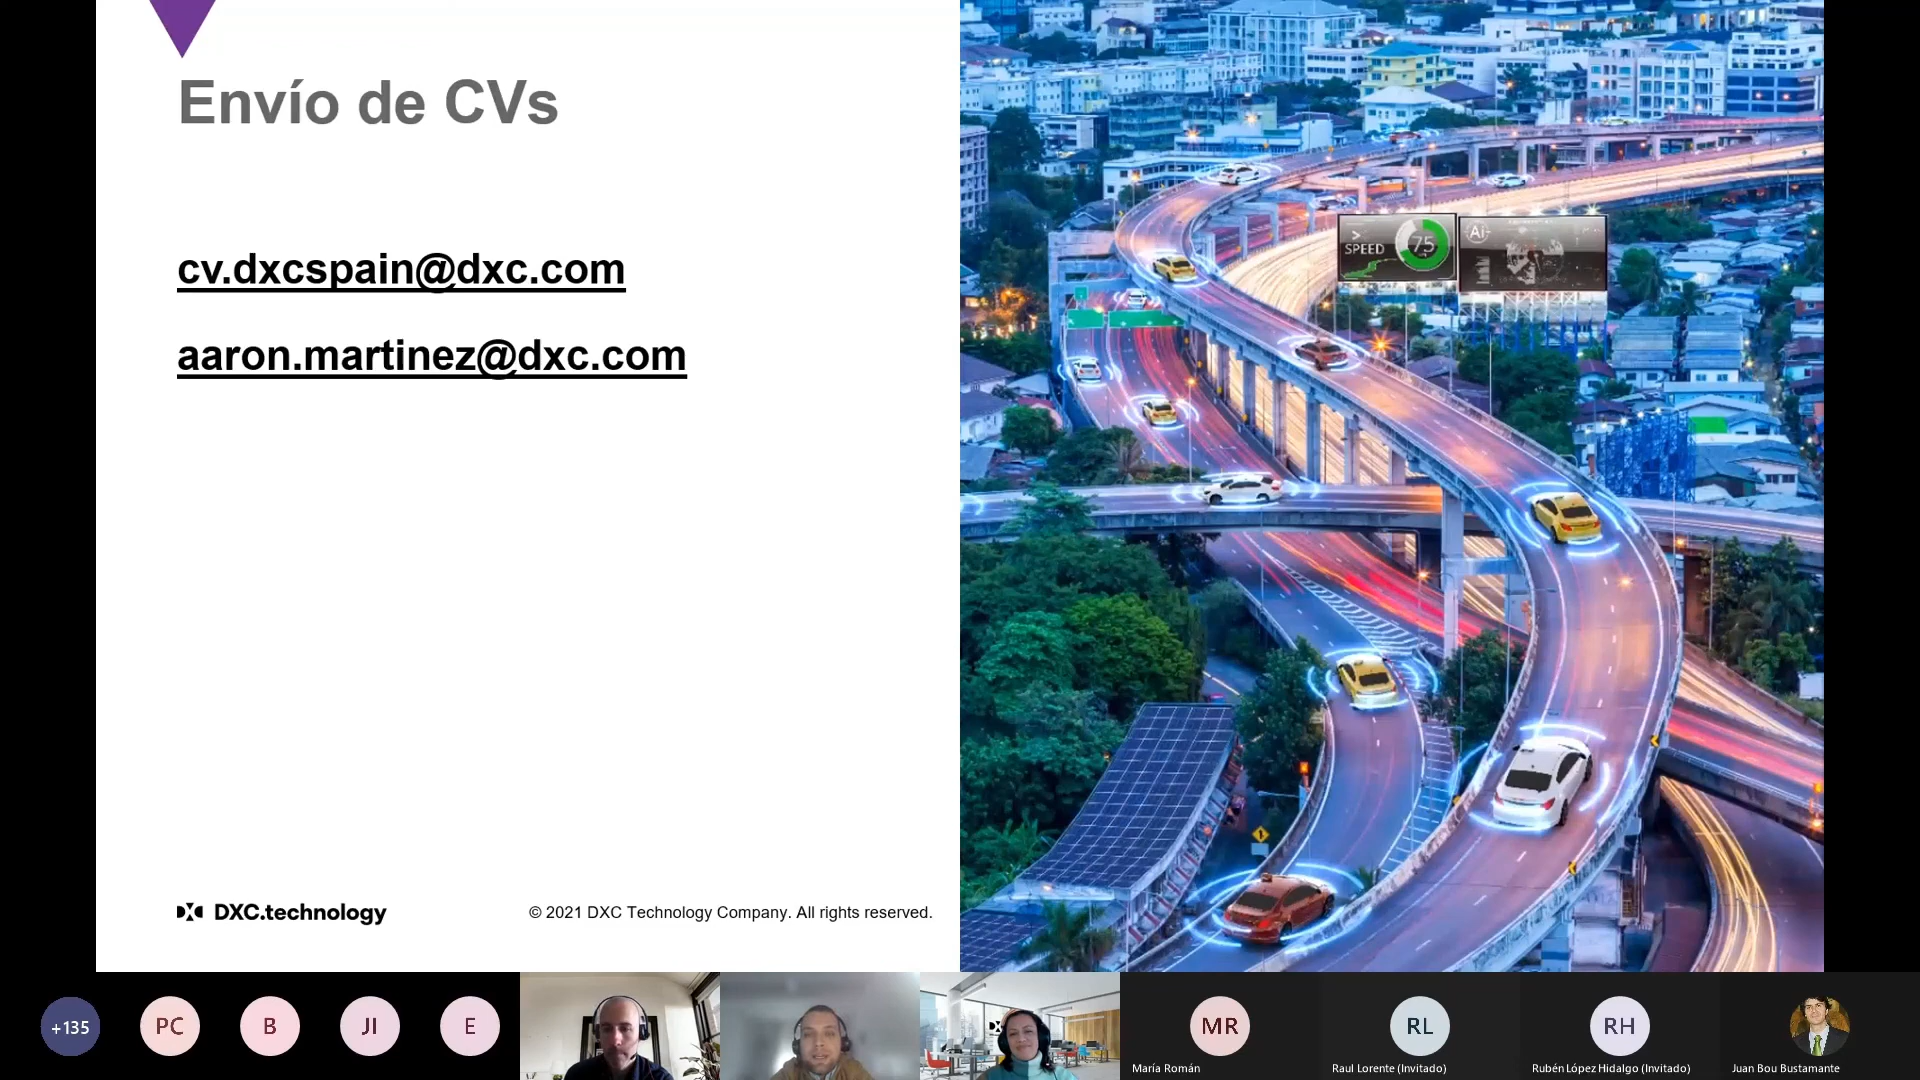 Envío de CVs
cv.dxcspain@dxc.com
aaron.martinez@dxc.com
DXC.technology
© 2021 DXC Technology Company. All rights reserved.
>
SPEED
75
Ai
+135
PC
B
JI
E
MR
María Román
RL
Raul Lorente (Invitado)
RH
Rubén López Hidalgo (Invitado)
Juan Bou Bustamante